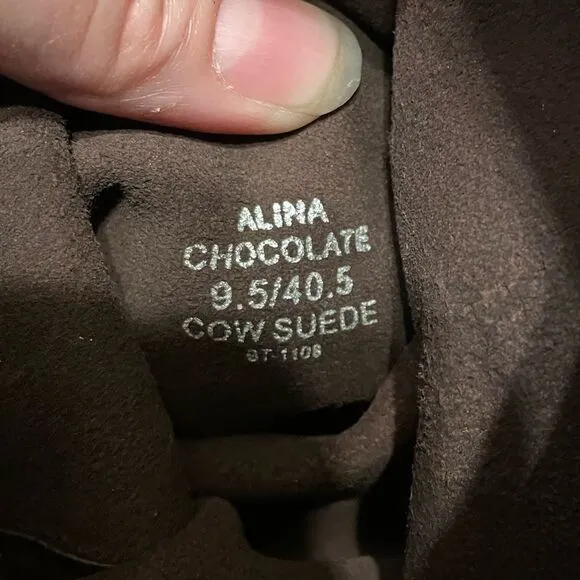 ALINA
CHOCOLATE
9.5/40.5
COW SUEDE
ST-1106